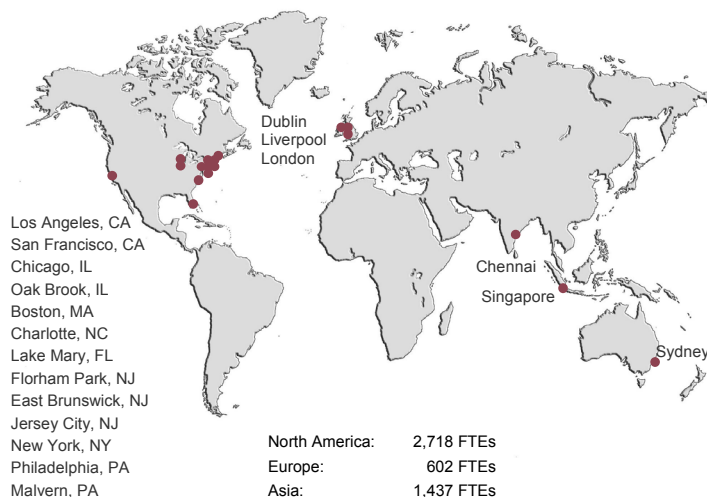 Dublin
Liverpool
London
Los Angeles, CA
San Francisco, CA
Chicago, IL
Oak Brook, IL
Boston, MA
Charlotte, NC
Lake Mary, FL
Florham Park, NJ
East Brunswick, NJ
Jersey City, NJ
New York, NY
Philadelphia, PA
Malvern, PA
Chennai
Singapore
Sydney
North America: 2,718 FTEs
Europe: 602 FTEs
Asia: 1,437 FTEs